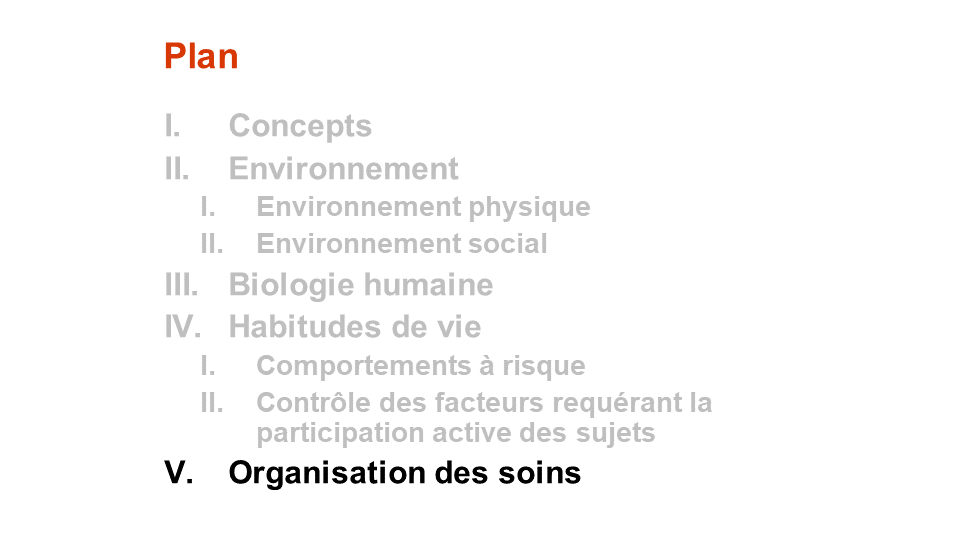 Plan
I. Concepts
II. Environnement
I. Environnement physique
II. Environnement social
III. Biologie humaine
IV. Habitudes de vie
I. Comportements à risque
II. Contrôle des facteurs requérant la
participation active des sujets
V. Organisation des soins